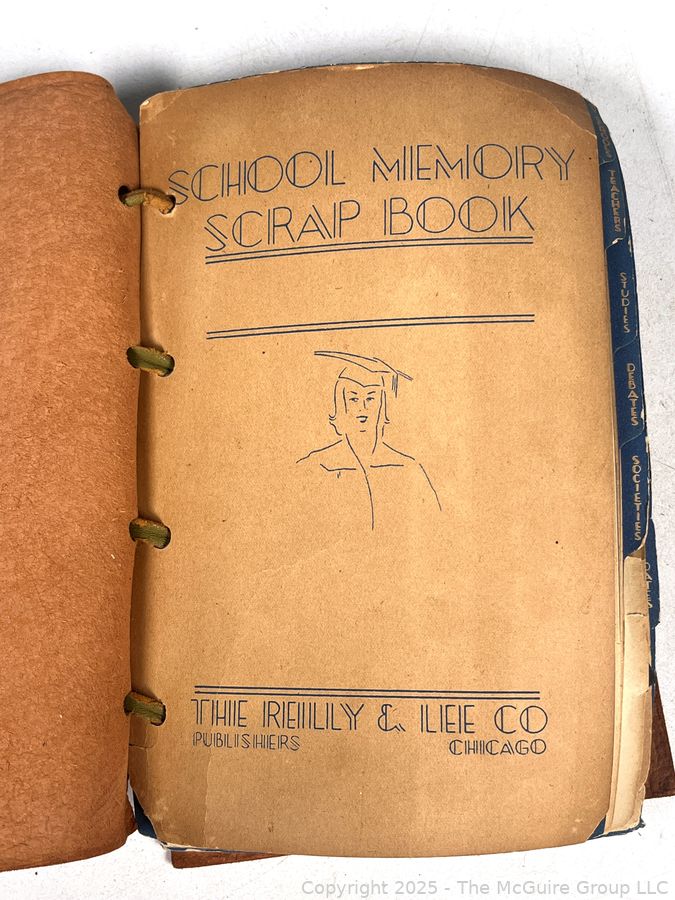 SCHOOL MEMORY
SCRAP BOOK
TEACHERS
STUDIES
DEBATES
SOCIETIES
DATES
THE REILLY & LEE CO
PUBLISHERS CHICAGO
Copyright 2025 - The McGuire Group LLC